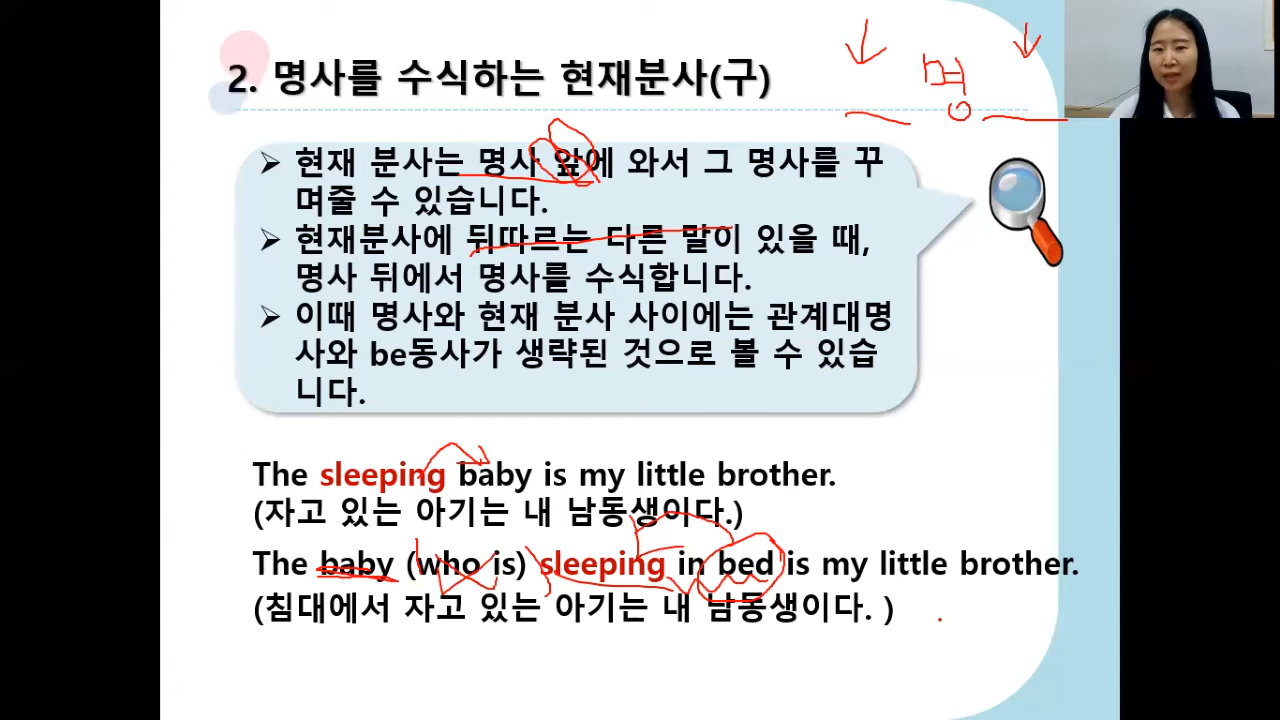 2. 명사를 수식하는 현재분사(구)
명
➢ 현재 분사는 명사 앞에 와서 그 명사를 꾸
며줄 수 있습니다.
➢ 현재분사에 뒤따르는 다른 말이 있을 때,
명사 뒤에서 명사를 수식합니다.
➢ 이때 명사와 현재 분사 사이에는 관계대명
사와 be동사가 생략된 것으로 볼 수 있습
니다.
The sleeping baby is my little brother.
(자고 있는 아기는 내 남동생이다.)
The baby (who is) sleeping in bed is my little brother.
(침대에서 자고 있는 아기는 내 남동생이다. )